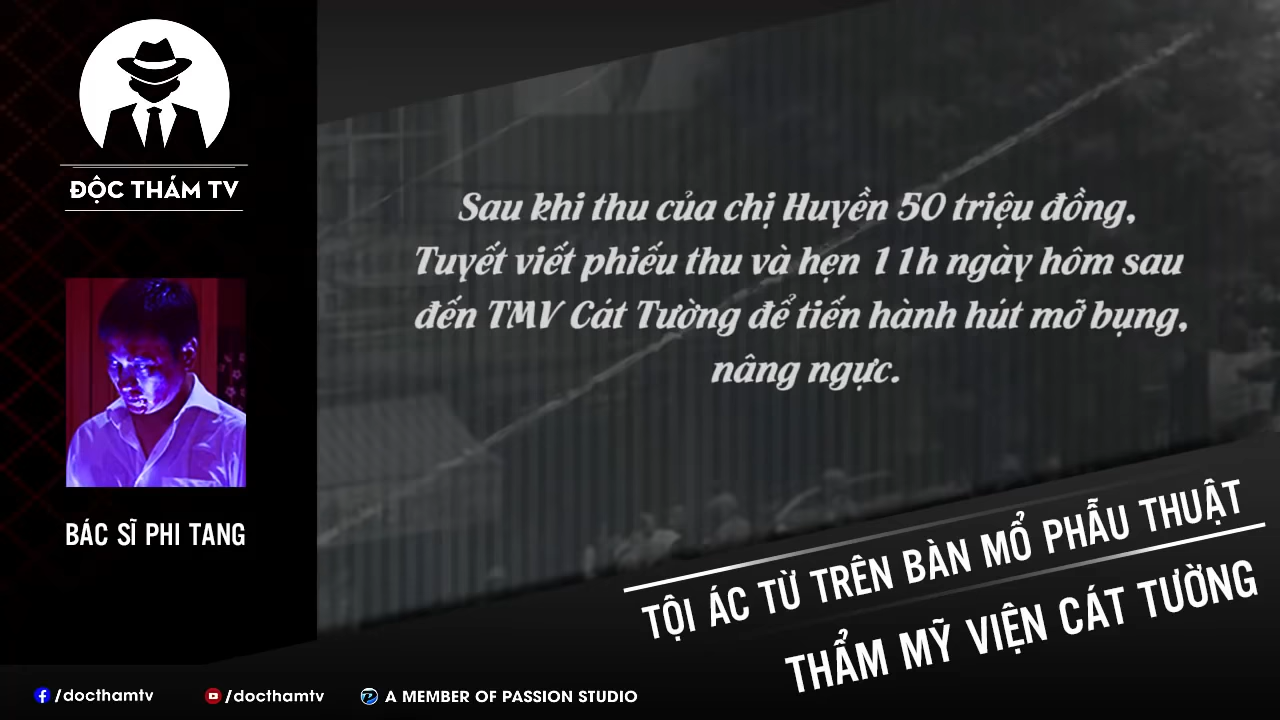 ĐỘC THÁM TV
Sau khi thu của chị Huyền 50 triệu đồng,
Tuyết viết phiếu thu và hẹn 11h ngày hôm sau
đến TMV Cát Tường để tiến hành hút mỡ bụng,
nâng ngực.
BÁC SĨ PHI TANG
TỘI ÁC TỪ TRÊN BÀN MỔ PHẪU THUẬT
THẨM MỸ VIỆN CÁT TƯỜNG
/docthamtv
/docthamtv
A MEMBER OF PASSION STUDIO